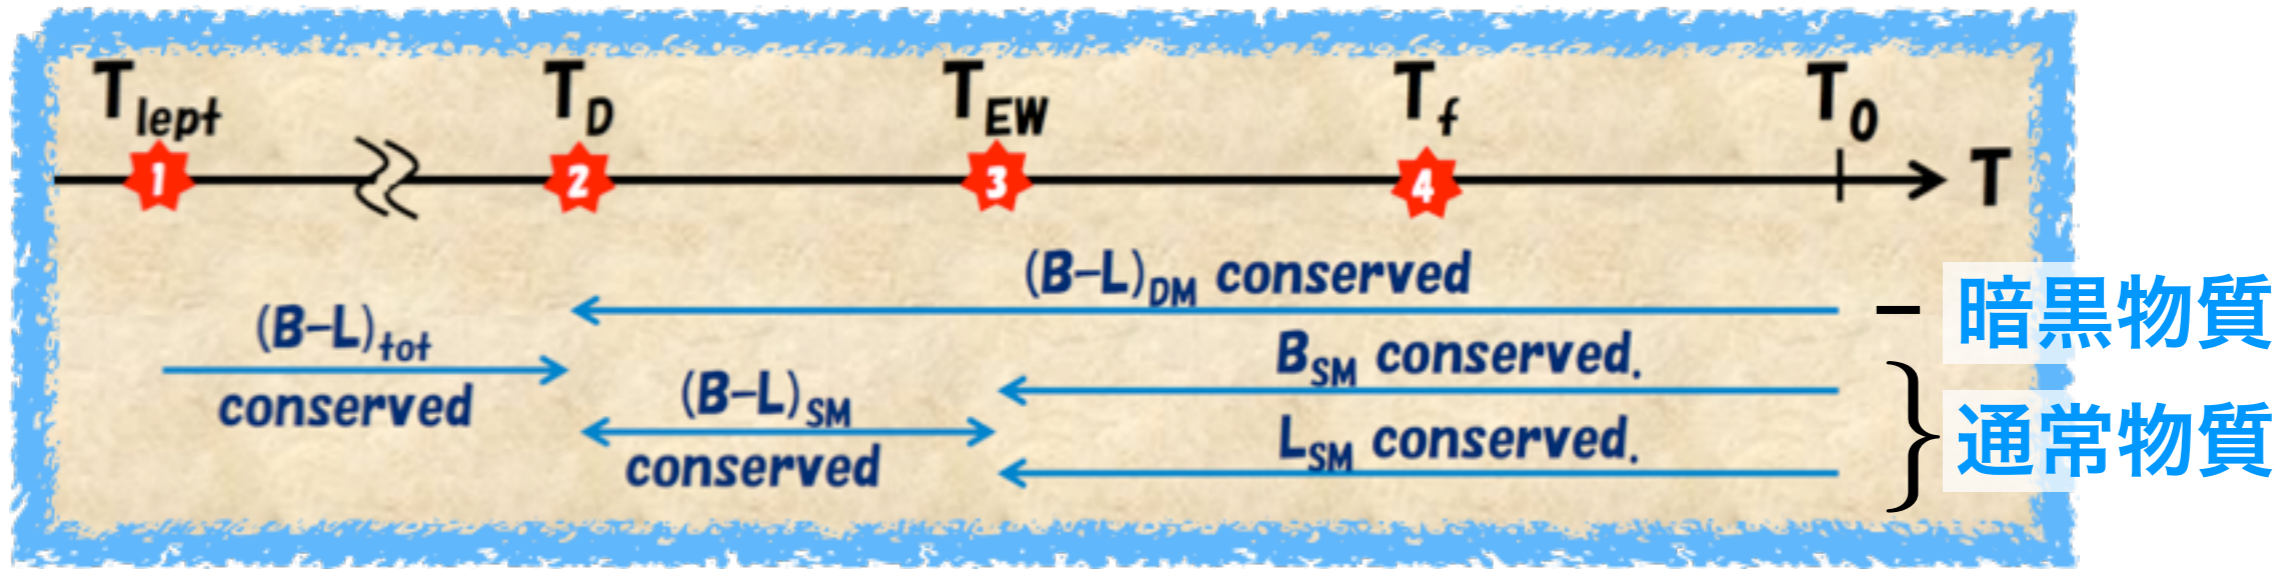 T_lept T_D T_EW T_f T_0
1 2 3 4 T
(B-L)_DM conserved
– 暗黒物質
(B-L)_tot
conserved
B_SM conserved.
(B-L)_SM
conserved
L_SM conserved.
} 通常物質